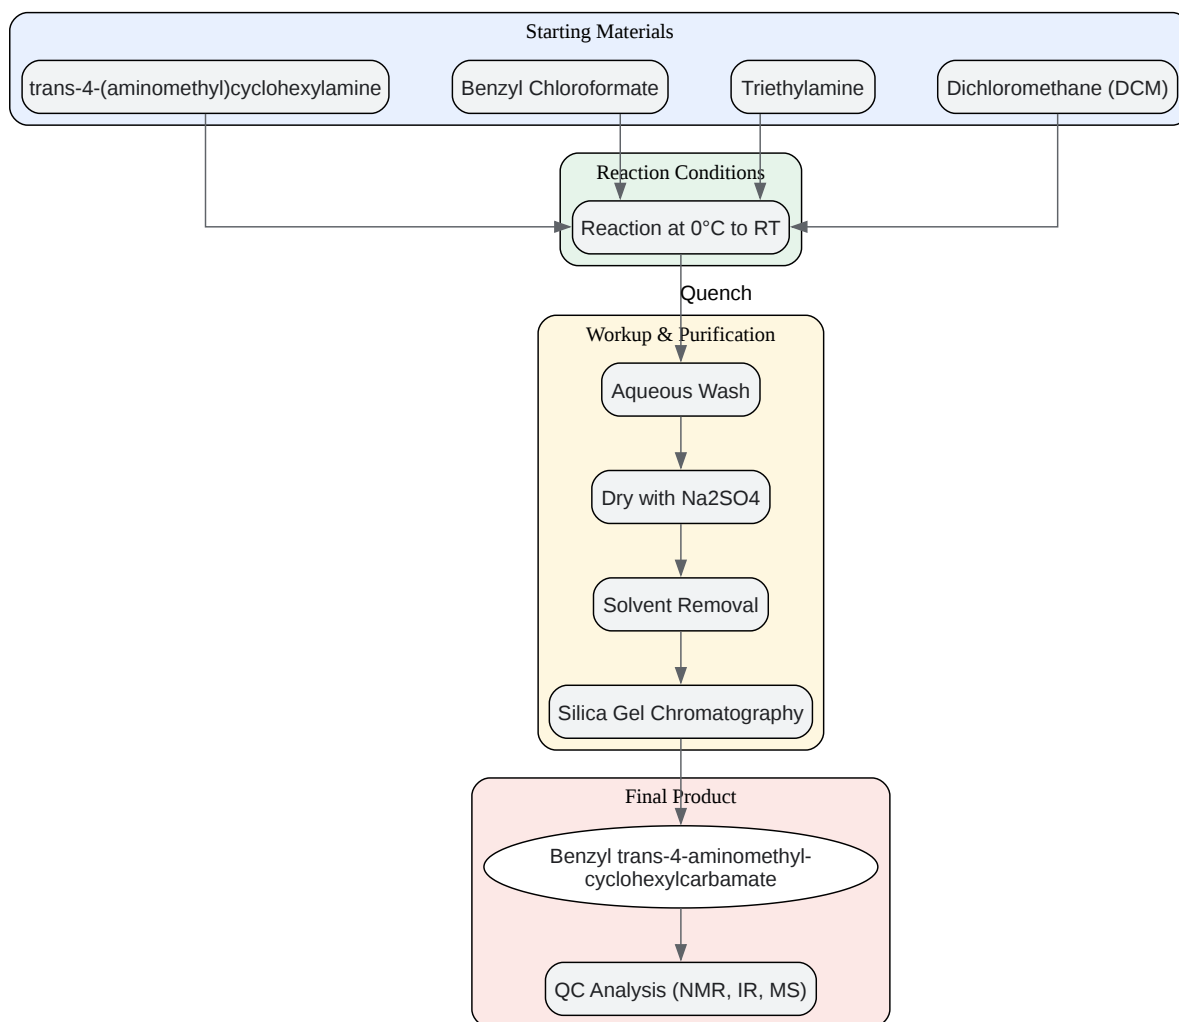 Starting Materials
trans-4-(aminomethyl)cyclohexylamine
Benzyl Chloroformate
Triethylamine
Dichloromethane (DCM)
Reaction Conditions
Reaction at 0°C to RT
Quench
Workup & Purification
Aqueous Wash
Dry with Na2SO4
Solvent Removal
Silica Gel Chromatography
Final Product
Benzyl trans-4-aminomethyl-
cyclohexylcarbamate
QC Analysis (NMR, IR, MS)